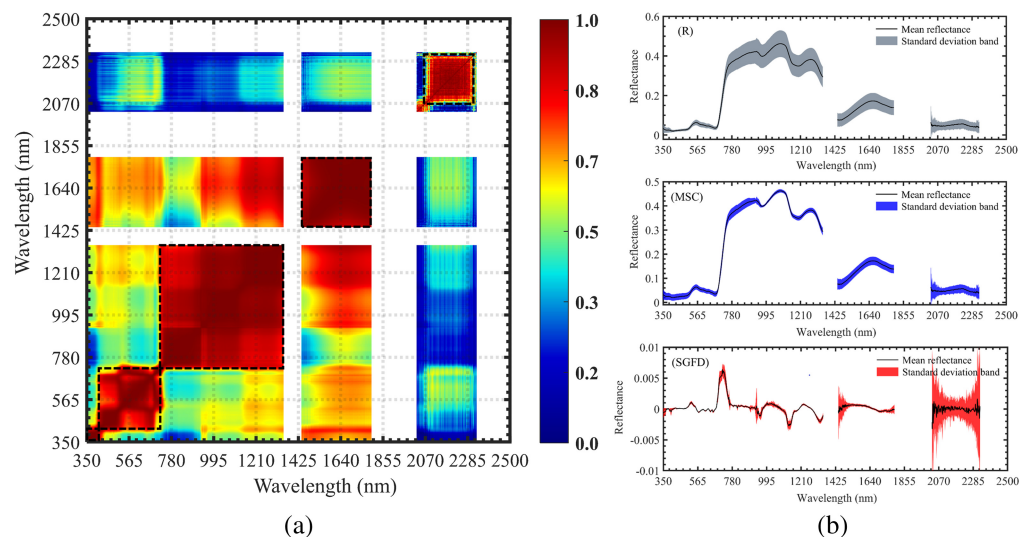 2500
2285
2070
1855
1640
1425
1210
995
780
565
350
Wavelength (nm)
350 565 780 995 1210 1425 1640 1855 2070 2285 2500
Wavelength (nm)
1.0
0.9
0.8
0.7
0.6
0.5
0.3
0.2
0.0
(a)
(R)
Mean reflectance
Standard deviation band
0.6
0.4
0.2
0
Reflectance
350 565 780 995 1210 1425 1640 1855 2070 2285 2500
Wavelength (nm)
(MSC)
Mean reflectance
Standard deviation band
0.5
0.4
0.3
0.2
0.1
0
Reflectance
350 565 780 995 1210 1425 1640 1855 2070 2285 2500
Wavelength (nm)
(SGFD)
Mean reflectance
Standard deviation band
0.01
0.005
0
-0.005
-0.01
Reflectance
350 565 780 995 1210 1425 1640 1855 2070 2285 2500
Wavelength (nm)
(b)